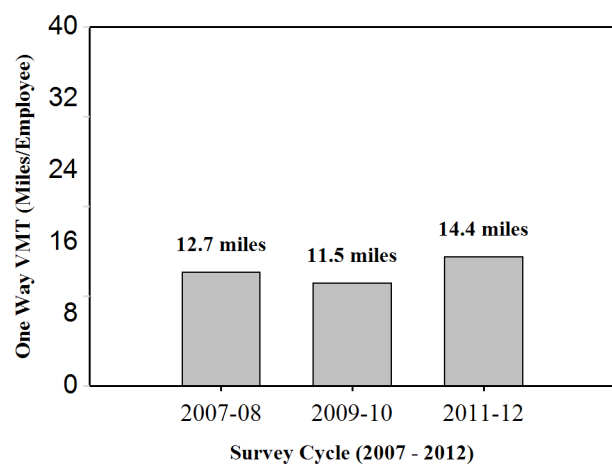 One Way VMT (Miles/Employee)
40
32
24
16
8
0
12.7 miles
11.5 miles
14.4 miles
2007-08
2009-10
2011-12
Survey Cycle (2007 - 2012)